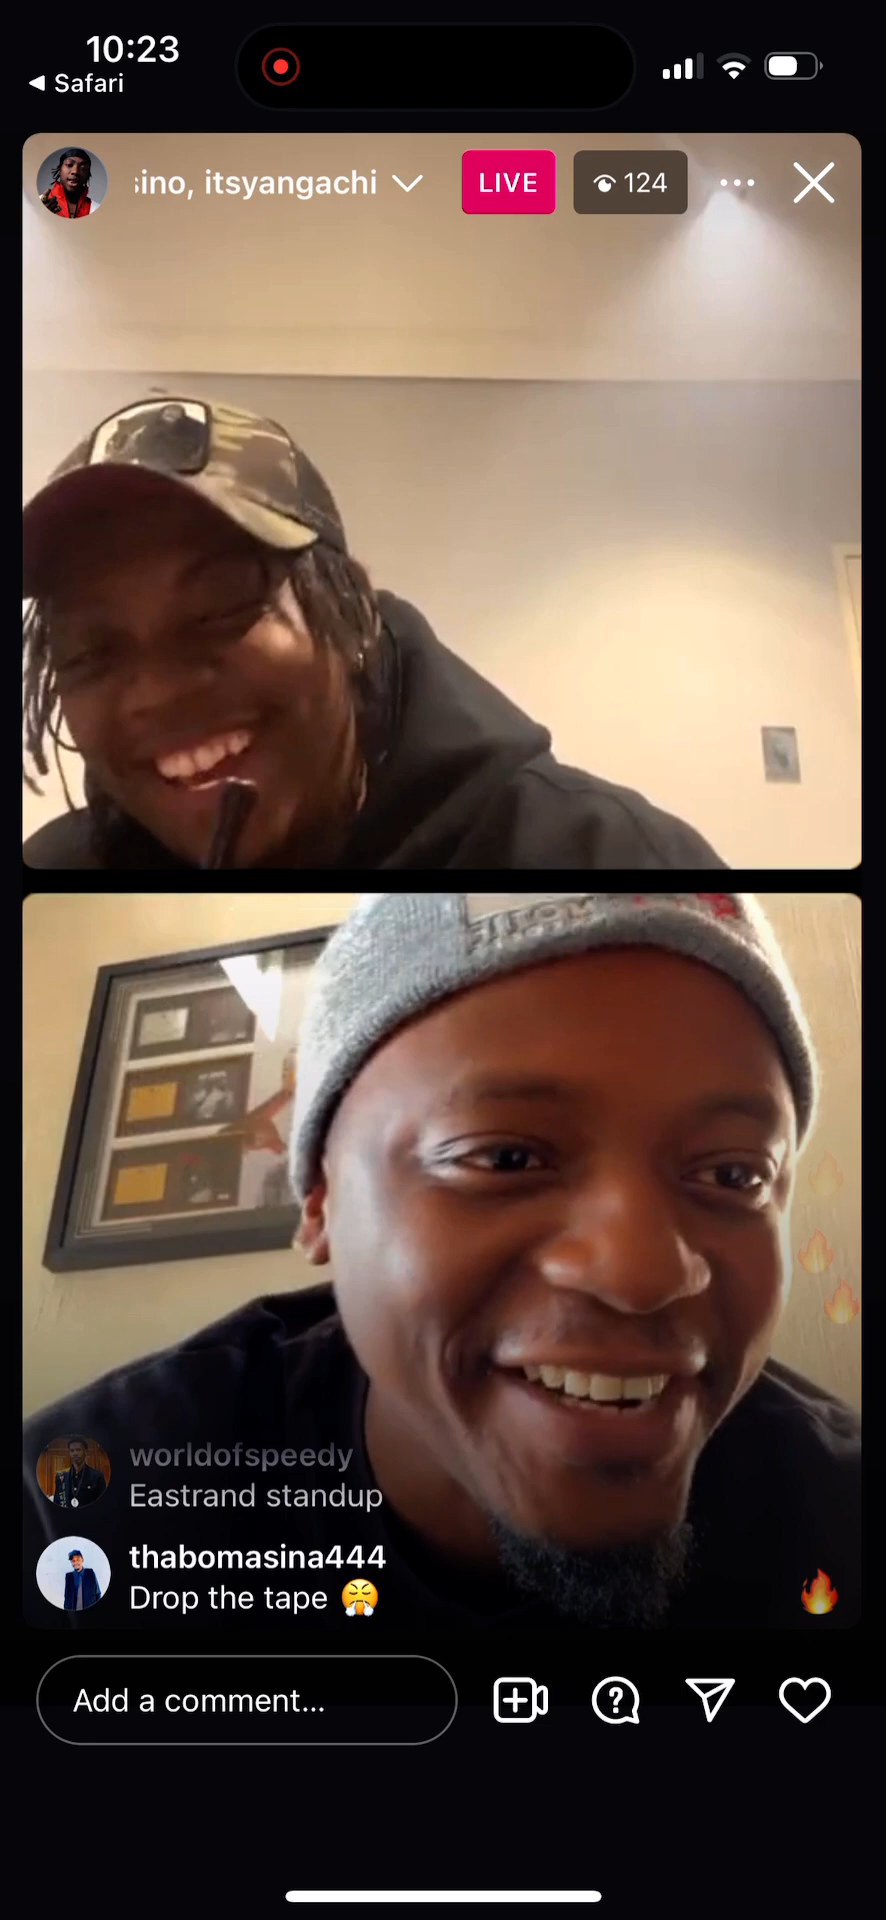 10:23
Safari
ino, itsyangachi
LIVE
124
worldofspeedy
Eastrand standup
thabomasina444
Drop the tape 😤
Add a comment...